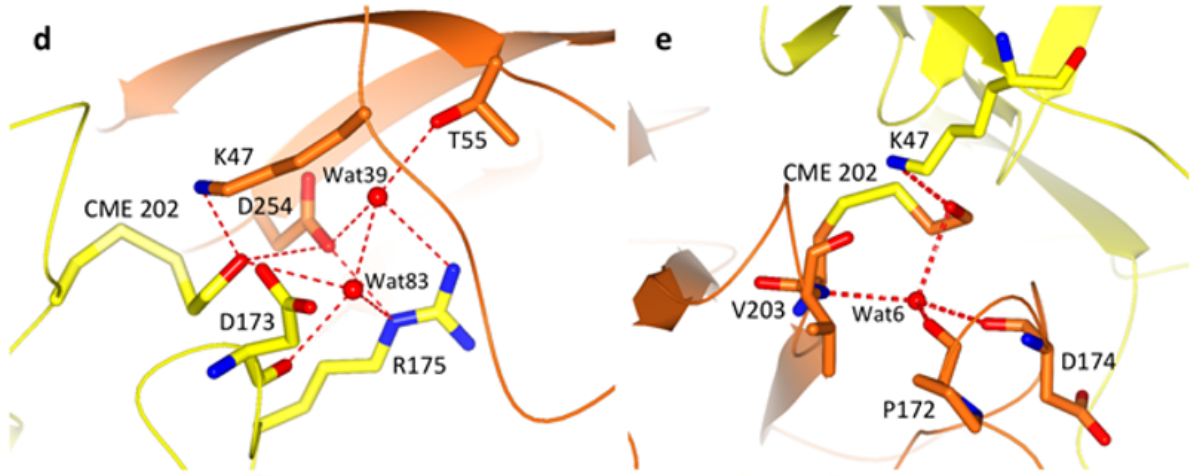 d
T55
K47
Wat39
CME 202
D254
Wat83
D173
R175
e
K47
CME 202
V203
Wat6
D174
P172